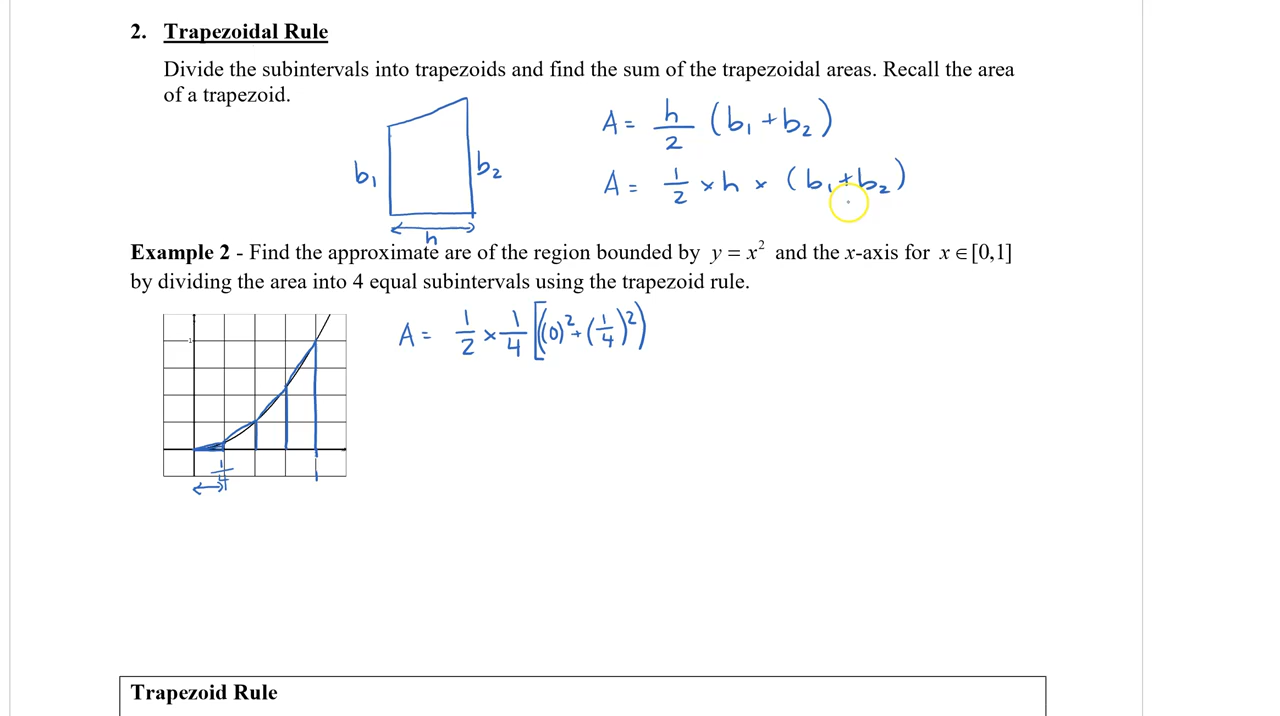 2. Trapezoidal Rule
Divide the subintervals into trapezoids and find the sum of the trapezoidal areas. Recall the area
of a trapezoid.
A = h/2 (b₁ + b₂)
b₁ b₂ A = 1/2 × h × (b₁ + b₂)
h
Example 2 - Find the approximate are of the region bounded by y = x² and the x-axis for x ∈ [0,1]
by dividing the area into 4 equal subintervals using the trapezoid rule.
A = 1/2 × 1/4 [((0)² + (1/4)²)
1
1/4 1
Trapezoid Rule